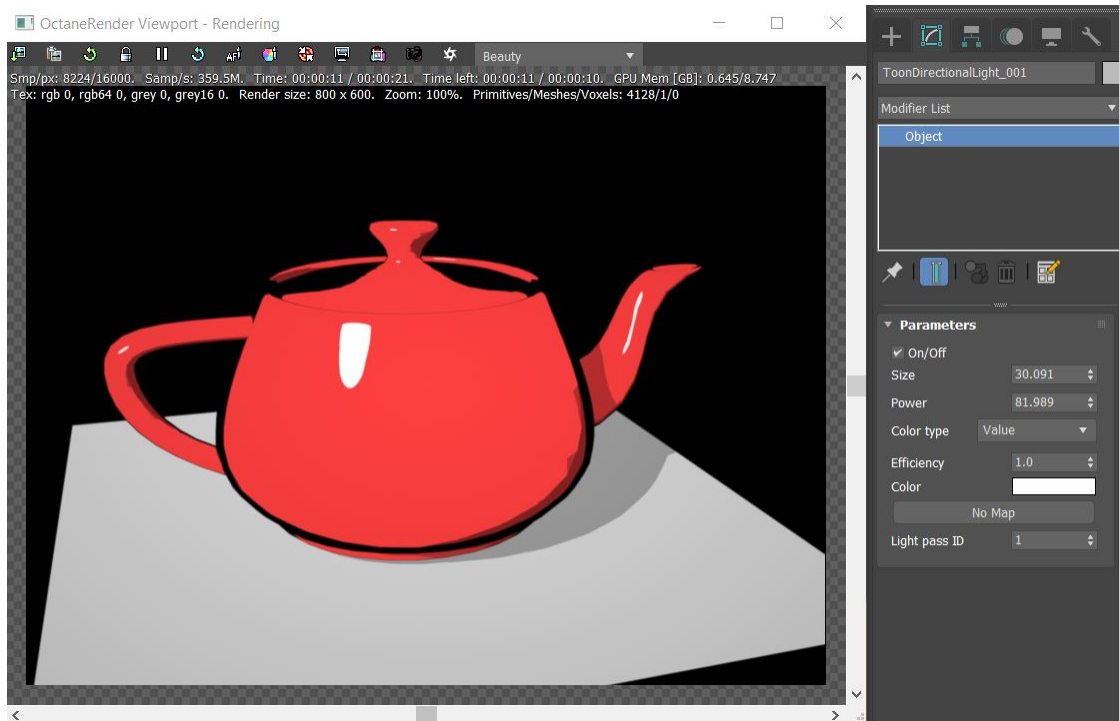 OctaneRender Viewport - Rendering
Beauty
Smp/px: 8224/16000. Samp/s: 359.5M. Time: 00:00:11 / 00:00:21. Time left: 00:00:11 / 00:00:10. GPU Mem [GB]: 0.645/8.747
Tex: rgb 0, rgb64 0, grey 0, grey16 0. Render size: 800 x 600. Zoom: 100%. Primitives/Meshes/Voxels: 4128/1/0
ToonDirectionalLight_001
Modifier List
Object
Parameters
On/Off
Size 30.091
Power 81.989
Color type Value
Efficiency 1.0
Color
No Map
Light pass ID 1